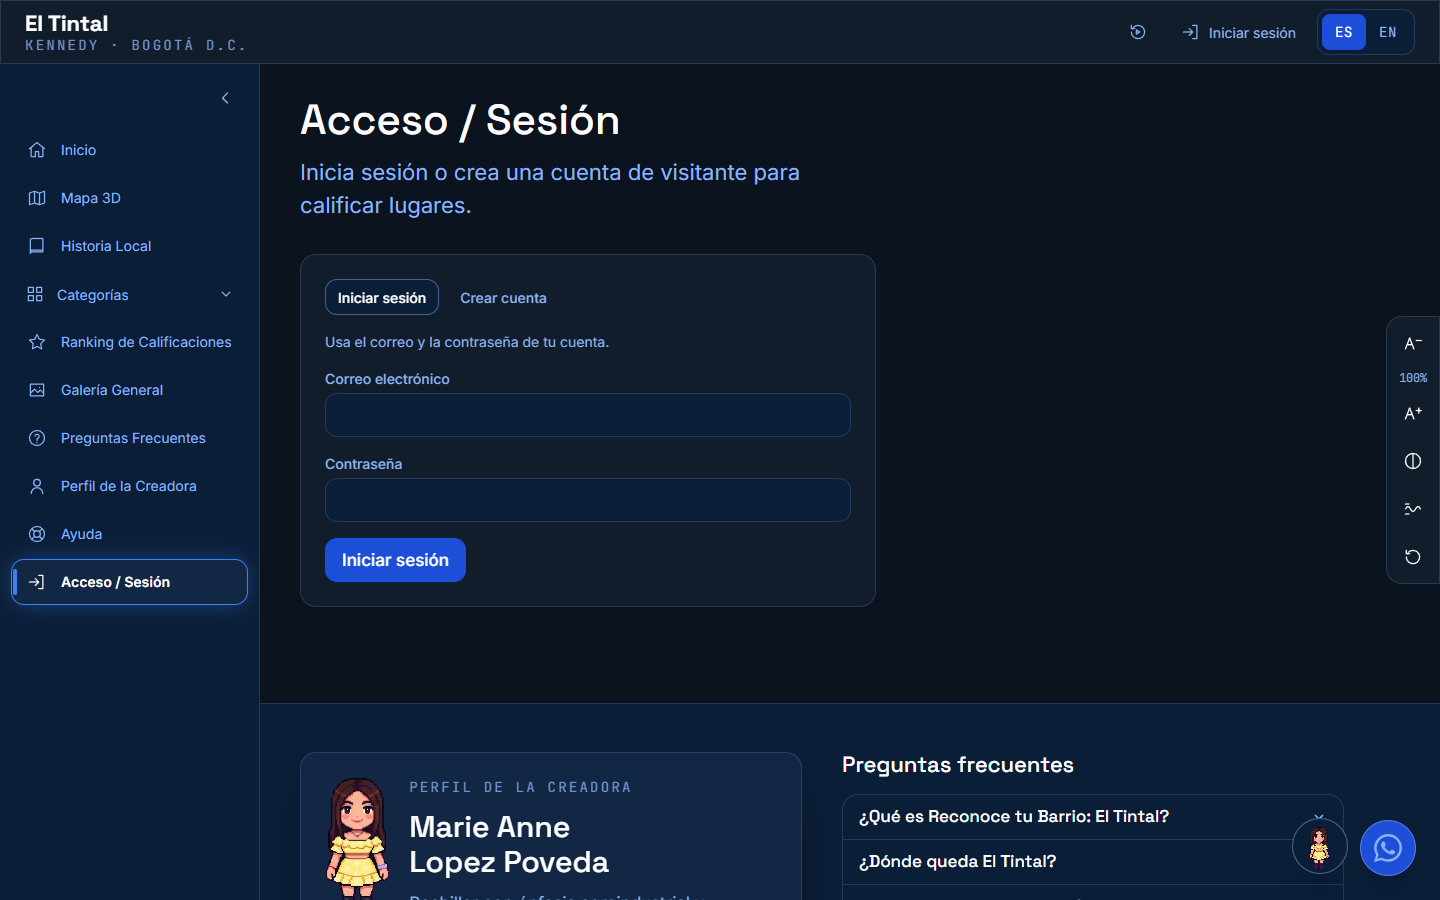 El Tintal
KENNEDY · BOGOTÁ D.C.
Iniciar sesión
ES
EN
Inicio
Mapa 3D
Historia Local
Categorías
Ranking de Calificaciones
Galería General
Preguntas Frecuentes
Perfil de la Creadora
Ayuda
Acceso / Sesión
Acceso / Sesión
Inicia sesión o crea una cuenta de visitante para
calificar lugares.
Iniciar sesión
Crear cuenta
Usa el correo y la contraseña de tu cuenta.
Correo electrónico
Contraseña
Iniciar sesión
A-
100%
A+
PERFIL DE LA CREADORA
Marie Anne
Lopez Poveda
Preguntas frecuentes
¿Qué es Reconoce tu Barrio: El Tintal?
¿Dónde queda El Tintal?